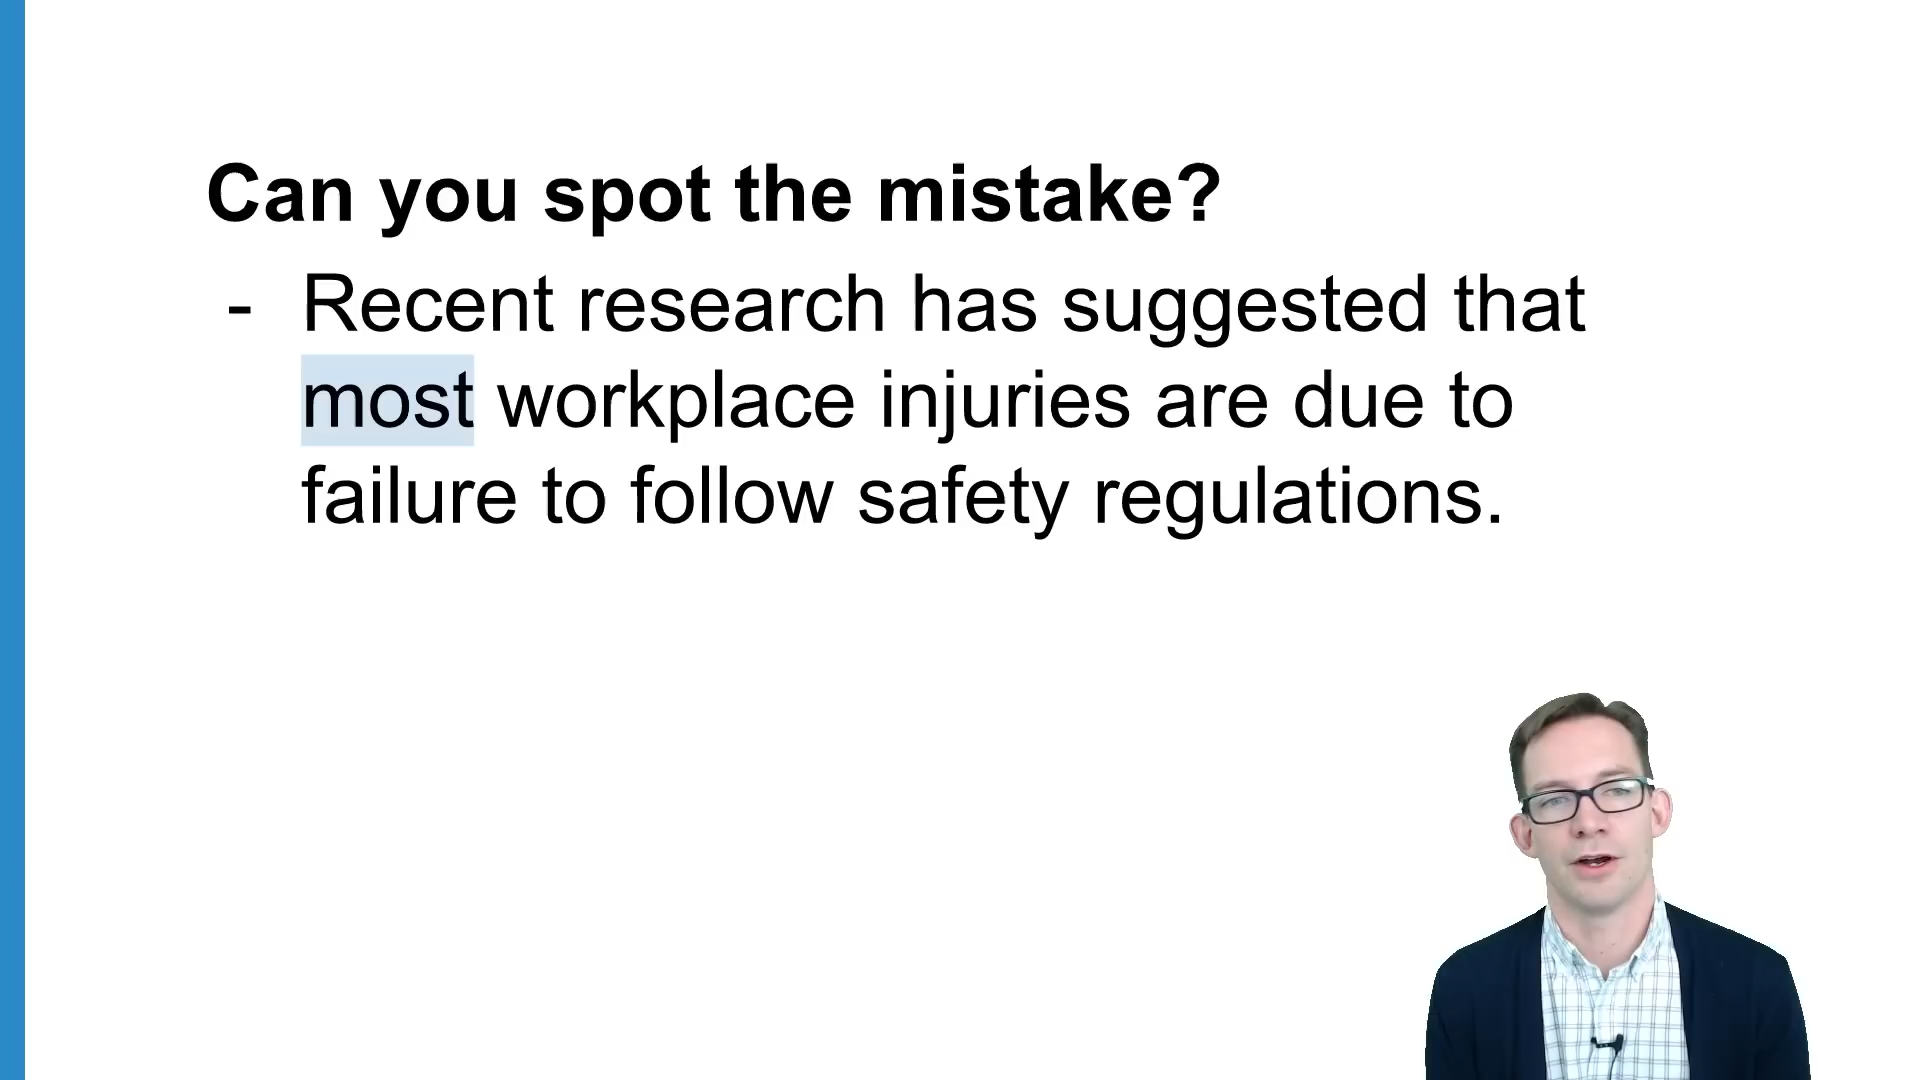 Can you spot the mistake?
- Recent research has suggested that
most workplace injuries are due to
failure to follow safety regulations.